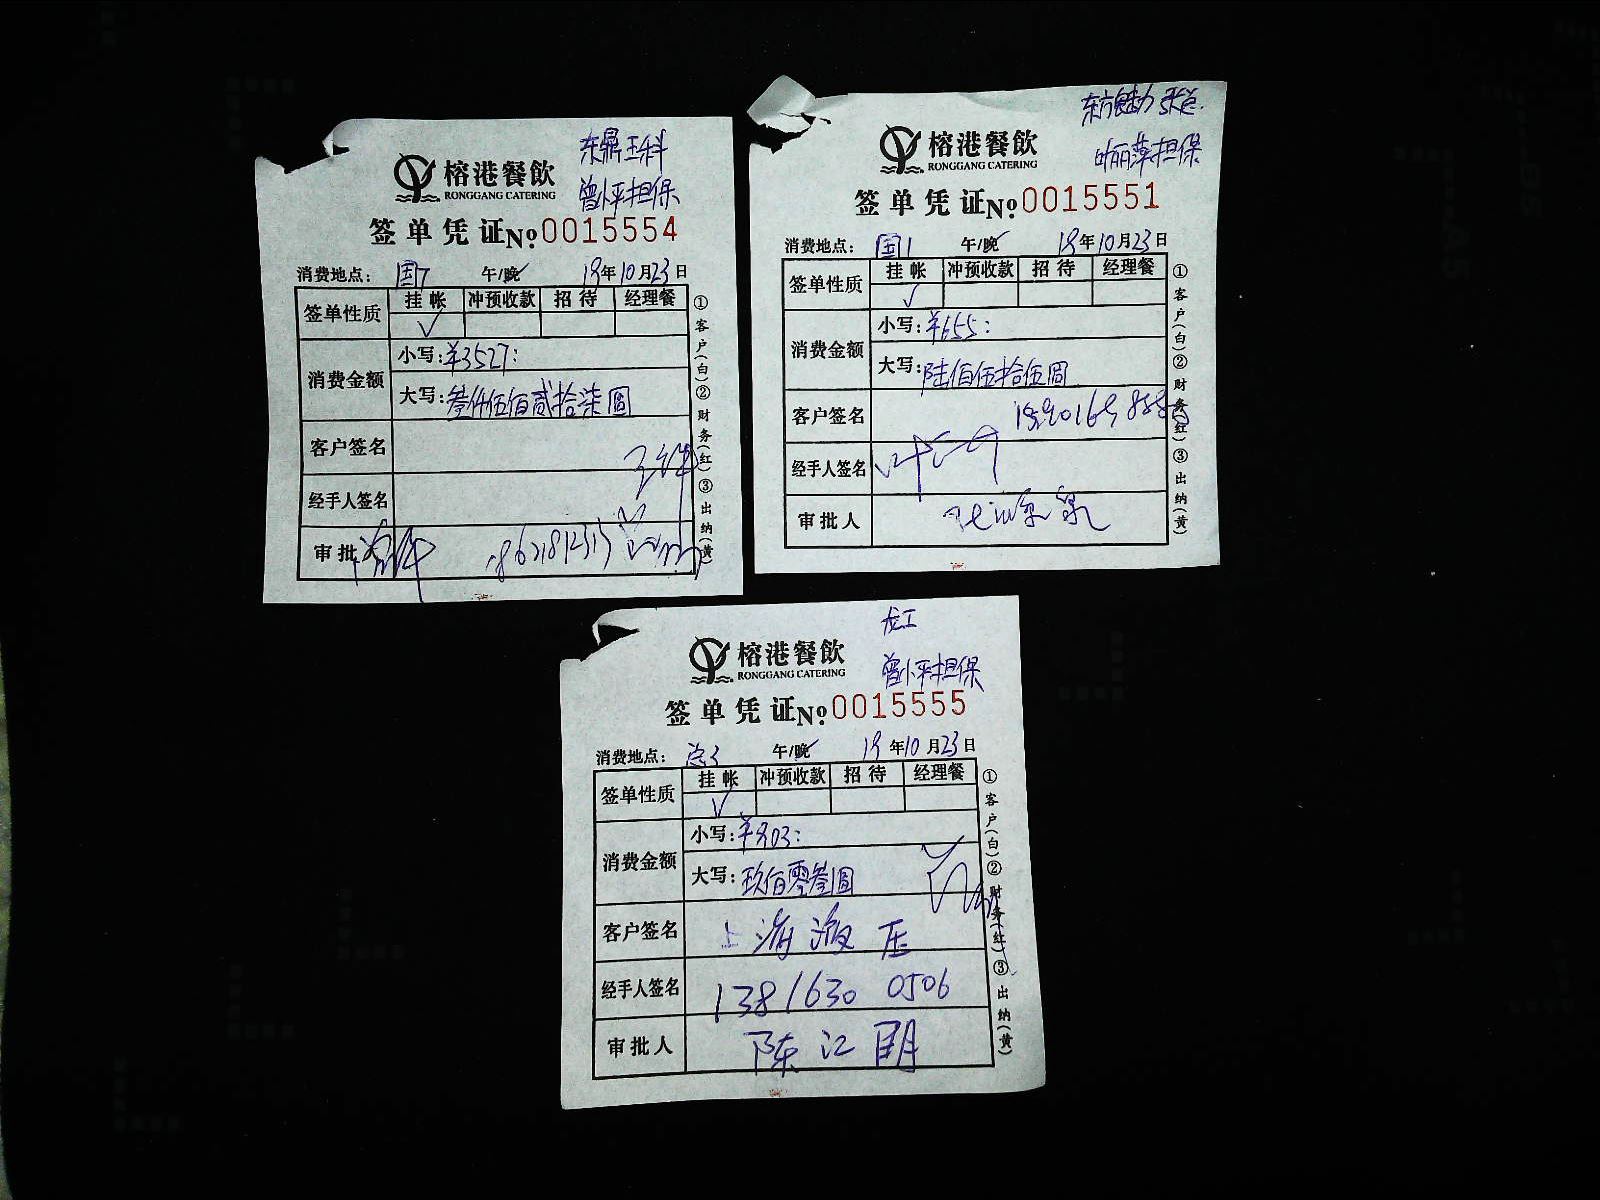 东鼎王科
榕港餐飲
曾小平担保
RONGGANG CATERING
签单凭证№:0015554
消费地点: 国7 午/晚 19年10月23日
签单性质 挂帐 冲预收款 招待 经理餐
✓
消费金额 小写:¥3527:
大写:叁仟伍佰贰拾柒圆
客户签名
经手人签名
审批人
①客户(白)②财务(红)③出纳(黄)
东方魅力 张总
榕港餐飲
叶丽萍担保
RONGGANG CATERING
签单凭证№:0015551
消费地点: 国1 午/晚 19年10月23日
签单性质 挂帐 冲预收款 招待 经理餐
✓
消费金额 小写:¥655:
大写:陆佰伍拾伍圆
客户签名
经手人签名
审批人
①客户(白)②财务(红)③出纳(黄)
龙工
榕港餐飲
曾小平担保
RONGGANG CATERING
签单凭证№:0015555
消费地点: 总3 午/晚 19年10月23日
签单性质 挂帐 冲预收款 招待 经理餐
✓
消费金额 小写:¥903:
大写:玖佰零叁圆
客户签名 上海
经手人签名 1381630 0506
审批人 陈江明
①客户(白)②财务(红)③出纳(黄)